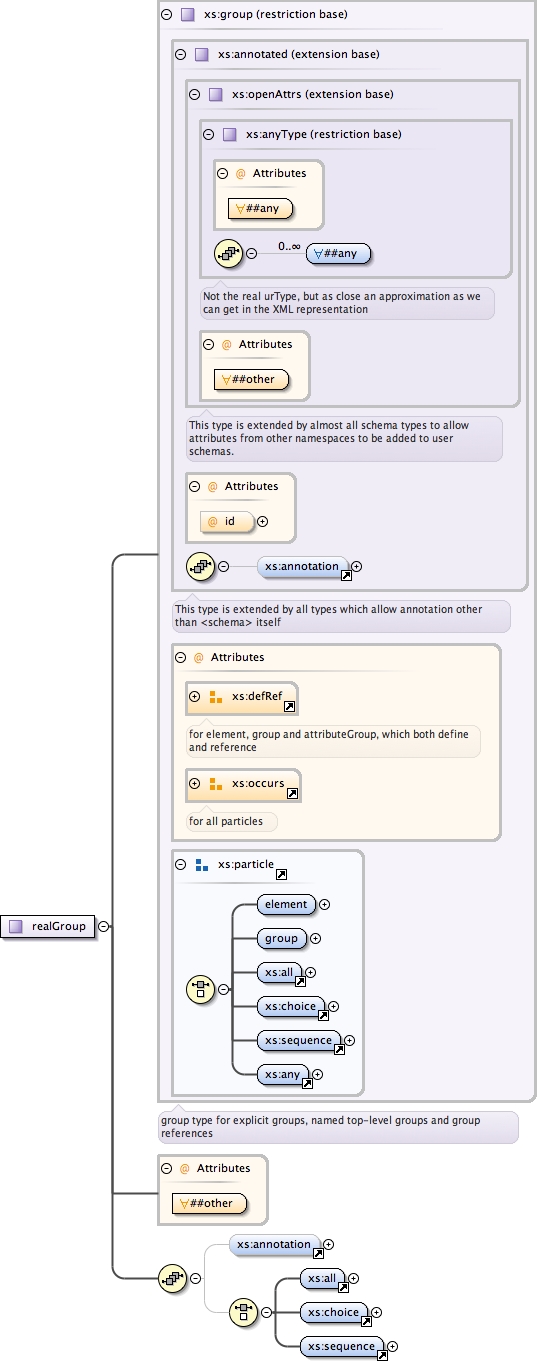 xs:group (restriction base)
xs:annotated (extension base)
xs:openAttrs (extension base)
xs:anyType (restriction base)
@ Attributes
∀##any
0..∞
∀##any
Not the real urType, but as close an approximation as we
can get in the XML representation
@ Attributes
∀##other
This type is extended by almost all schema types to allow
attributes from other namespaces to be added to user
schemas.
@ Attributes
@ id
xs:annotation
This type is extended by all types which allow annotation other
than <schema> itself
@ Attributes
xs:defRef
for element, group and attributeGroup, which both define
and reference
xs:occurs
for all particles
xs:particle
element
realGroup
group
xs:all
xs:choice
xs:sequence
xs:any
group type for explicit groups, named top-level groups and group
references
@ Attributes
∀##other
xs:annotation
xs:all
xs:choice
xs:sequence